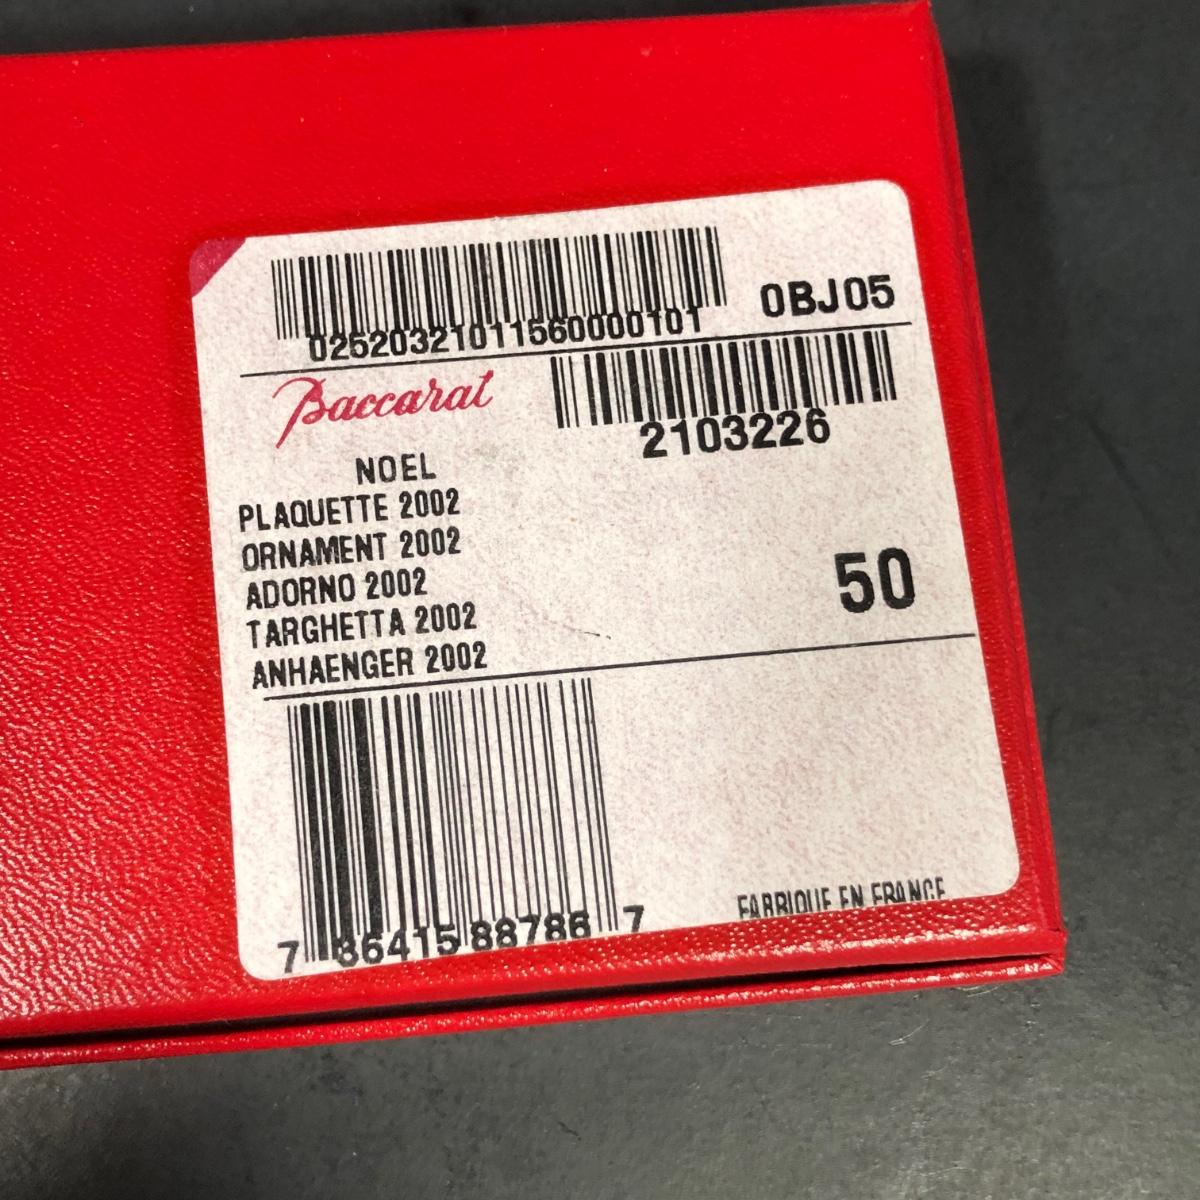 02520321011560000101
0BJ05
Baccarat
2103226
NOEL
PLAQUETTE 2002
ORNAMENT 2002
ADORNO 2002
TARGHETTA 2002
ANHAENGER 2002
50
7 36415 88786 7
FABRIQUE EN FRANCE